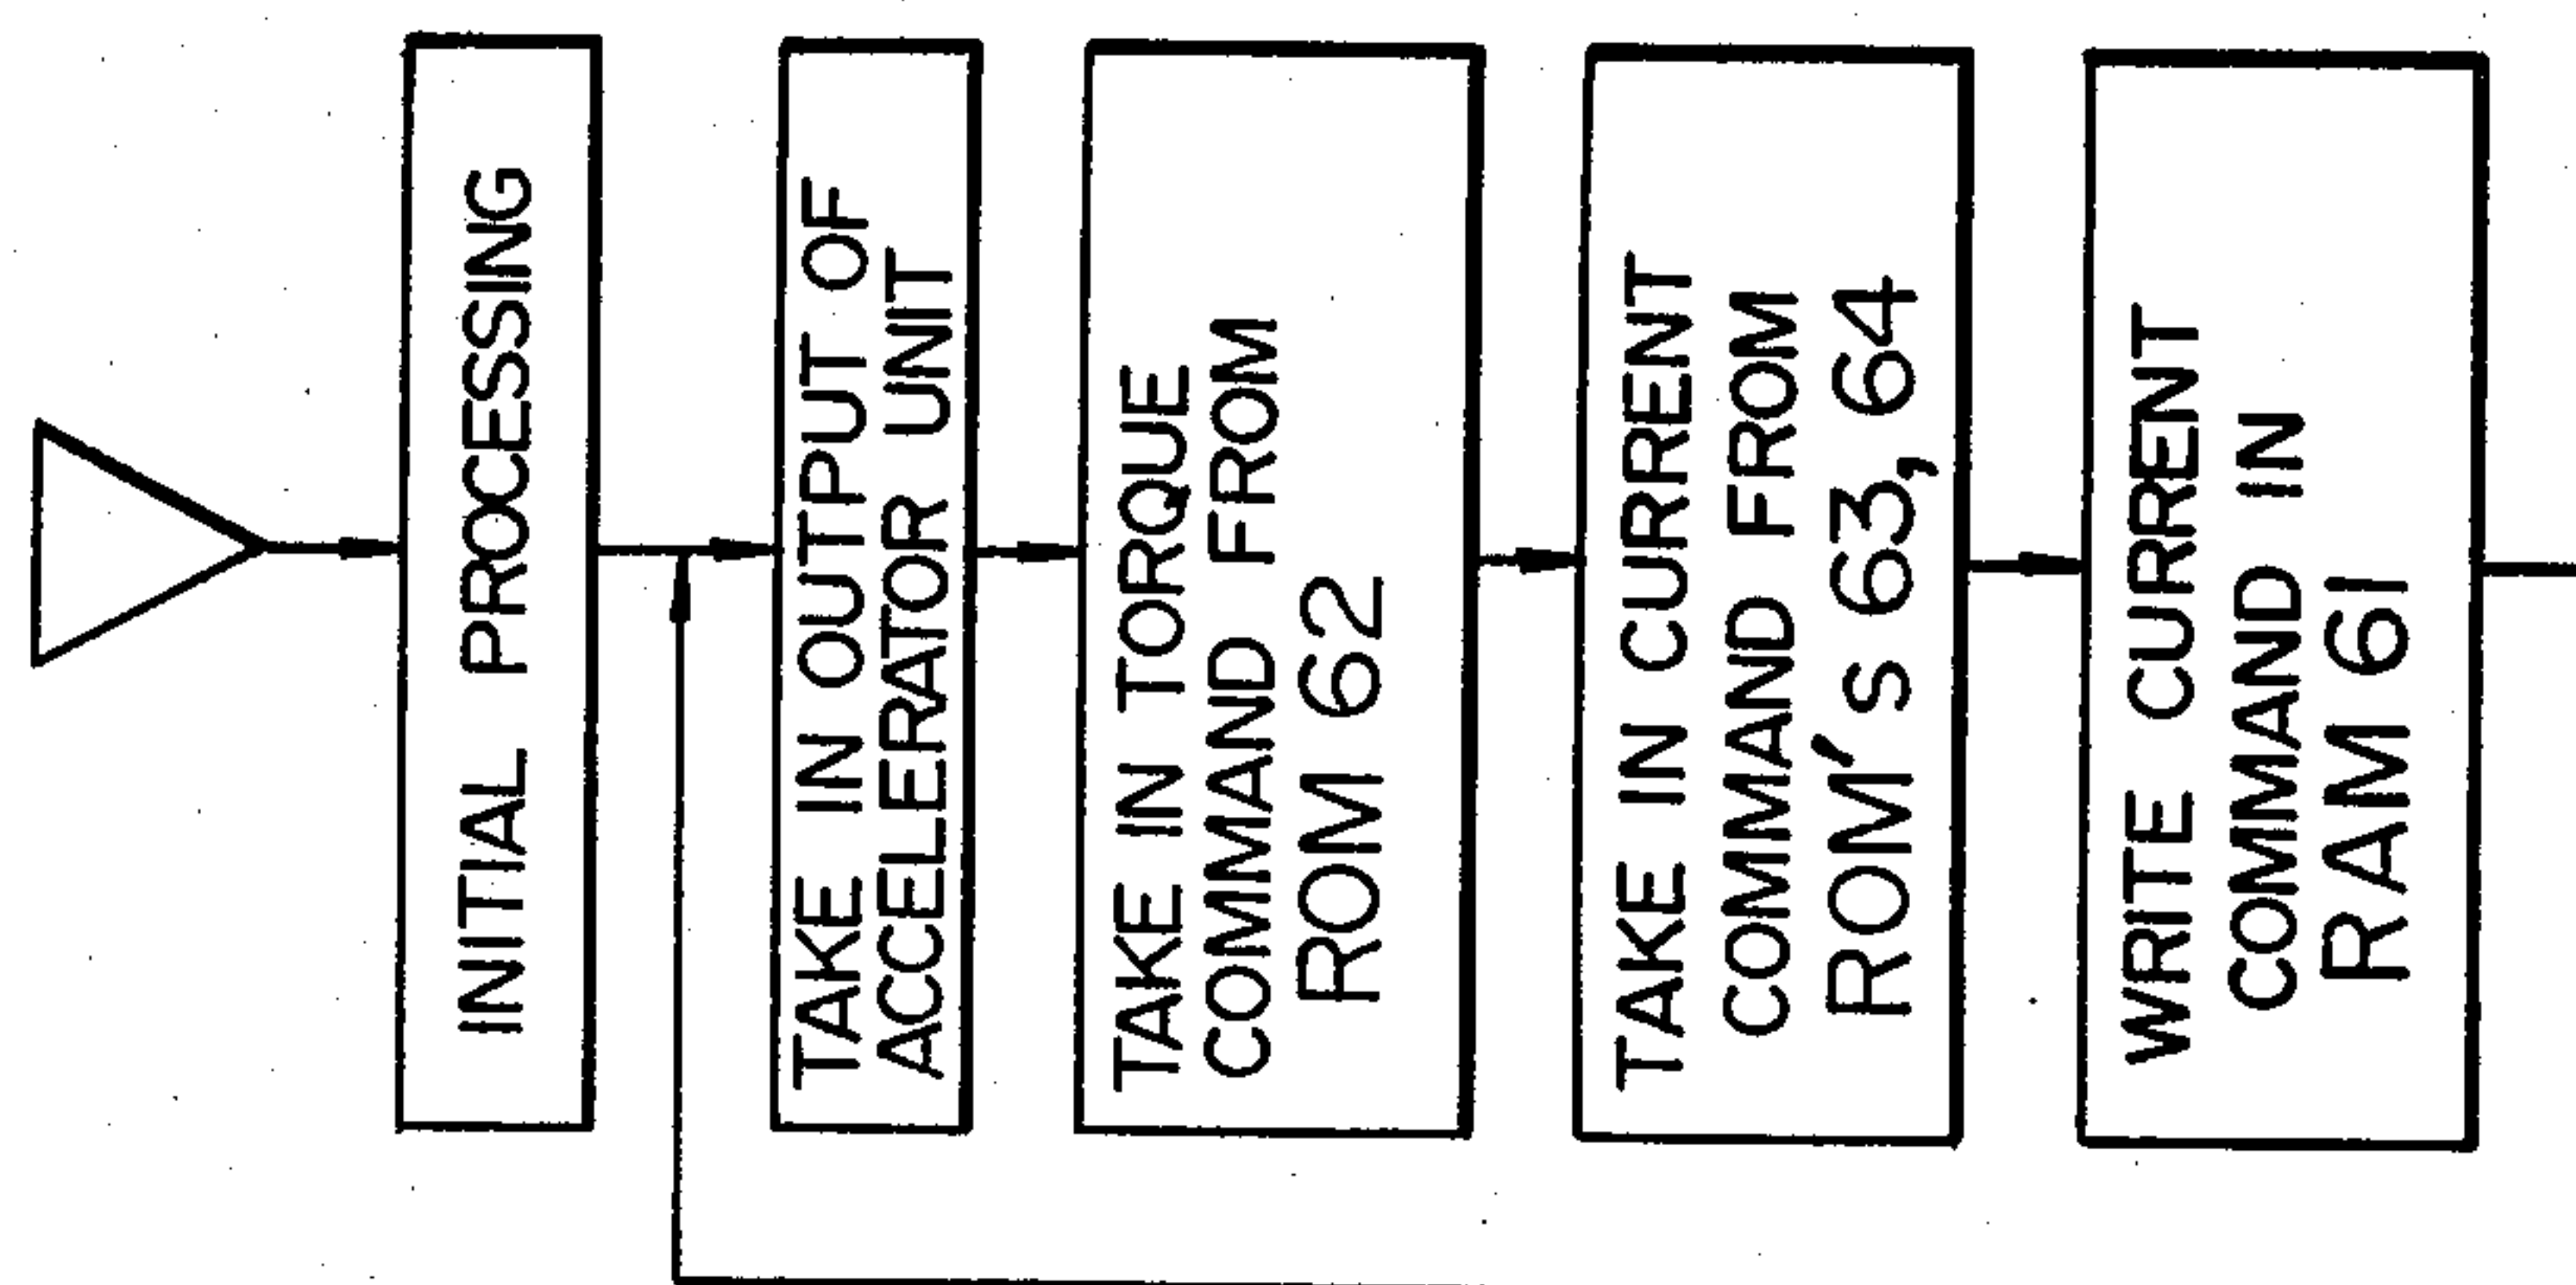 INITIAL PROCESSING
TAKE IN OUTPUT OF
ACCELERATOR UNIT
TAKE IN TORQUE
COMMAND FROM
ROM 62
TAKE IN CURRENT
COMMAND FROM
ROM's 63, 64
WRITE CURRENT
COMMAND IN
RAM 61